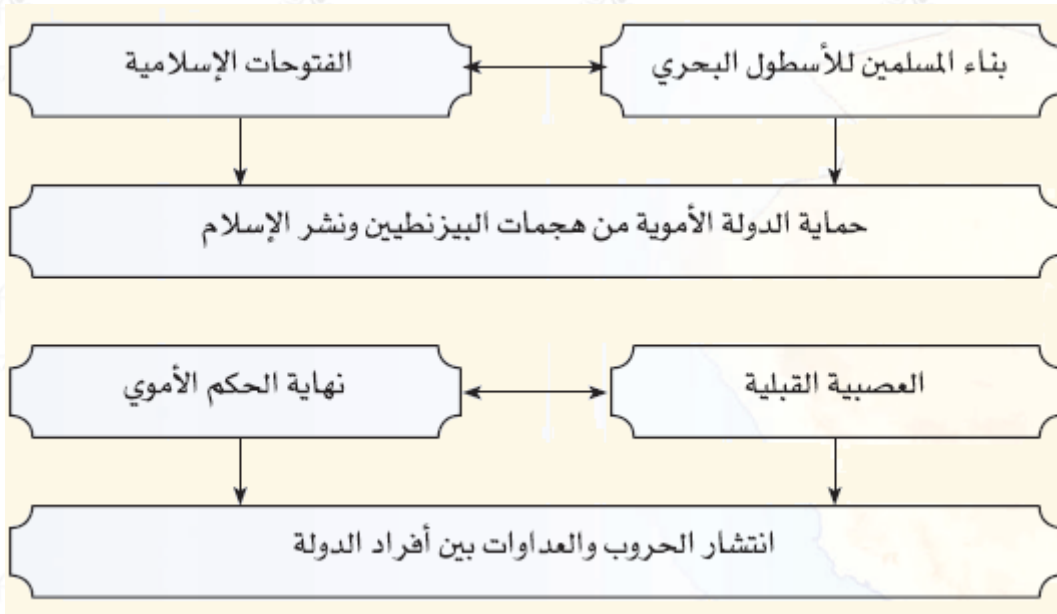 بناء المسلمين للأسطول البحري
الفتوحات الإسلامية
حماية الدولة الأموية من هجمات البيزنطيين ونشر الإسلام
العصبية القبلية
نهاية الحكم الأموي
انتشار الحروب والعداوات بين أفراد الدولة